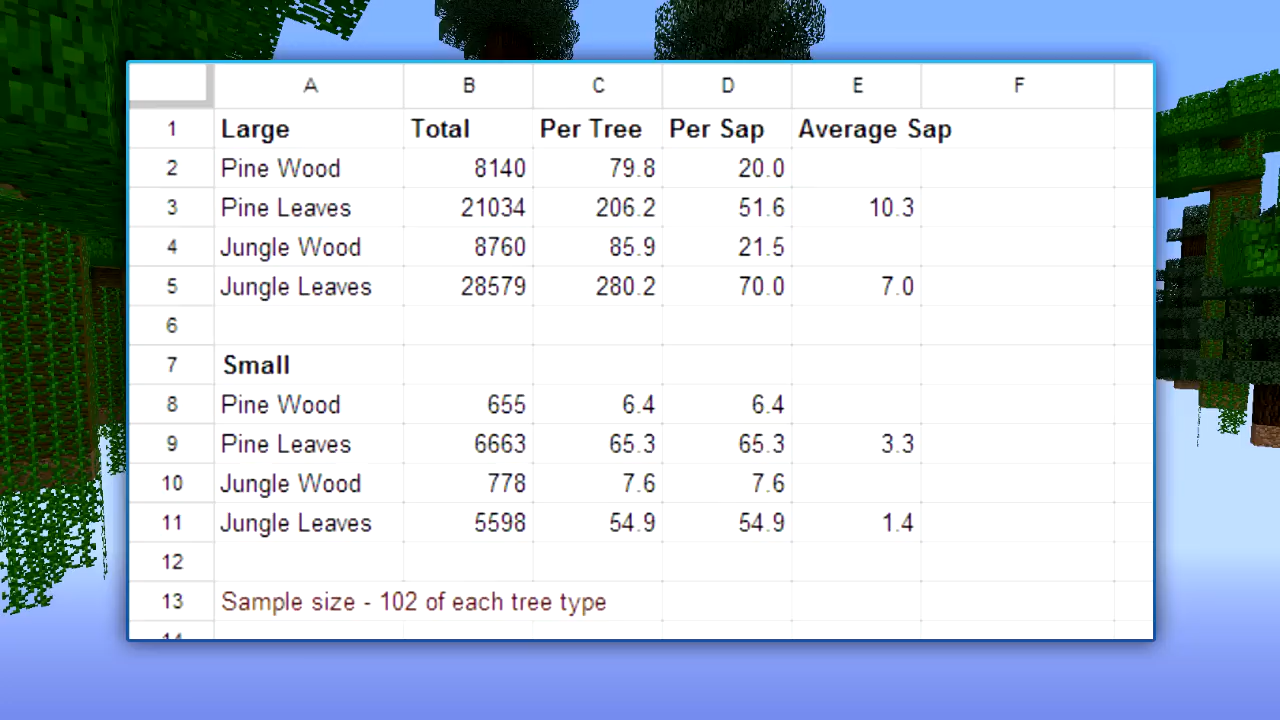 A B C D E F
1 Large Total Per Tree Per Sap Average Sap
2 Pine Wood 8140 79.8 20.0
3 Pine Leaves 21034 206.2 51.6 10.3
4 Jungle Wood 8760 85.9 21.5
5 Jungle Leaves 28579 280.2 70.0 7.0
6
7 Small
8 Pine Wood 655 6.4 6.4
9 Pine Leaves 6663 65.3 65.3 3.3
10 Jungle Wood 778 7.6 7.6
11 Jungle Leaves 5598 54.9 54.9 1.4
12
13 Sample size - 102 of each tree type
14